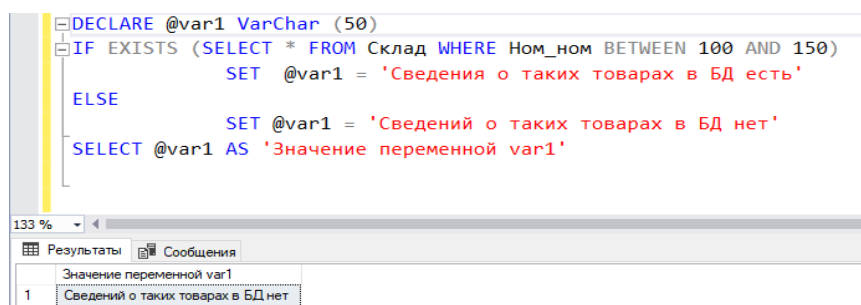 DECLARE @var1 VarChar (50)
IF EXISTS (SELECT * FROM Склад WHERE Ном_ном BETWEEN 100 AND 150)
SET @var1 = 'Сведения о таких товарах в БД есть'
ELSE
SET @var1 = 'Сведений о таких товарах в БД нет'
SELECT @var1 AS 'Значение переменной var1'
133 %
Результаты Сообщения
Значение переменной var1
1 Сведений о таких товарах в БД нет